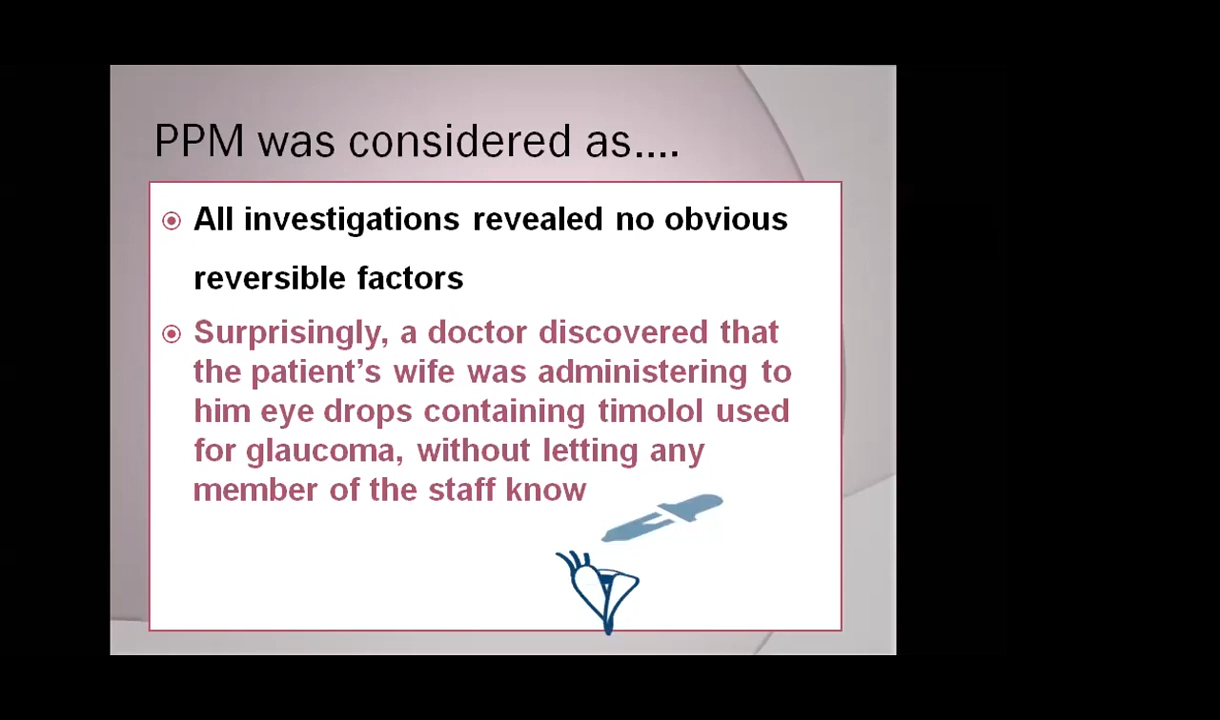 PPM was considered as....
All investigations revealed no obvious
reversible factors
Surprisingly, a doctor discovered that
the patient’s wife was administering to
him eye drops containing timolol used
for glaucoma, without letting any
member of the staff know